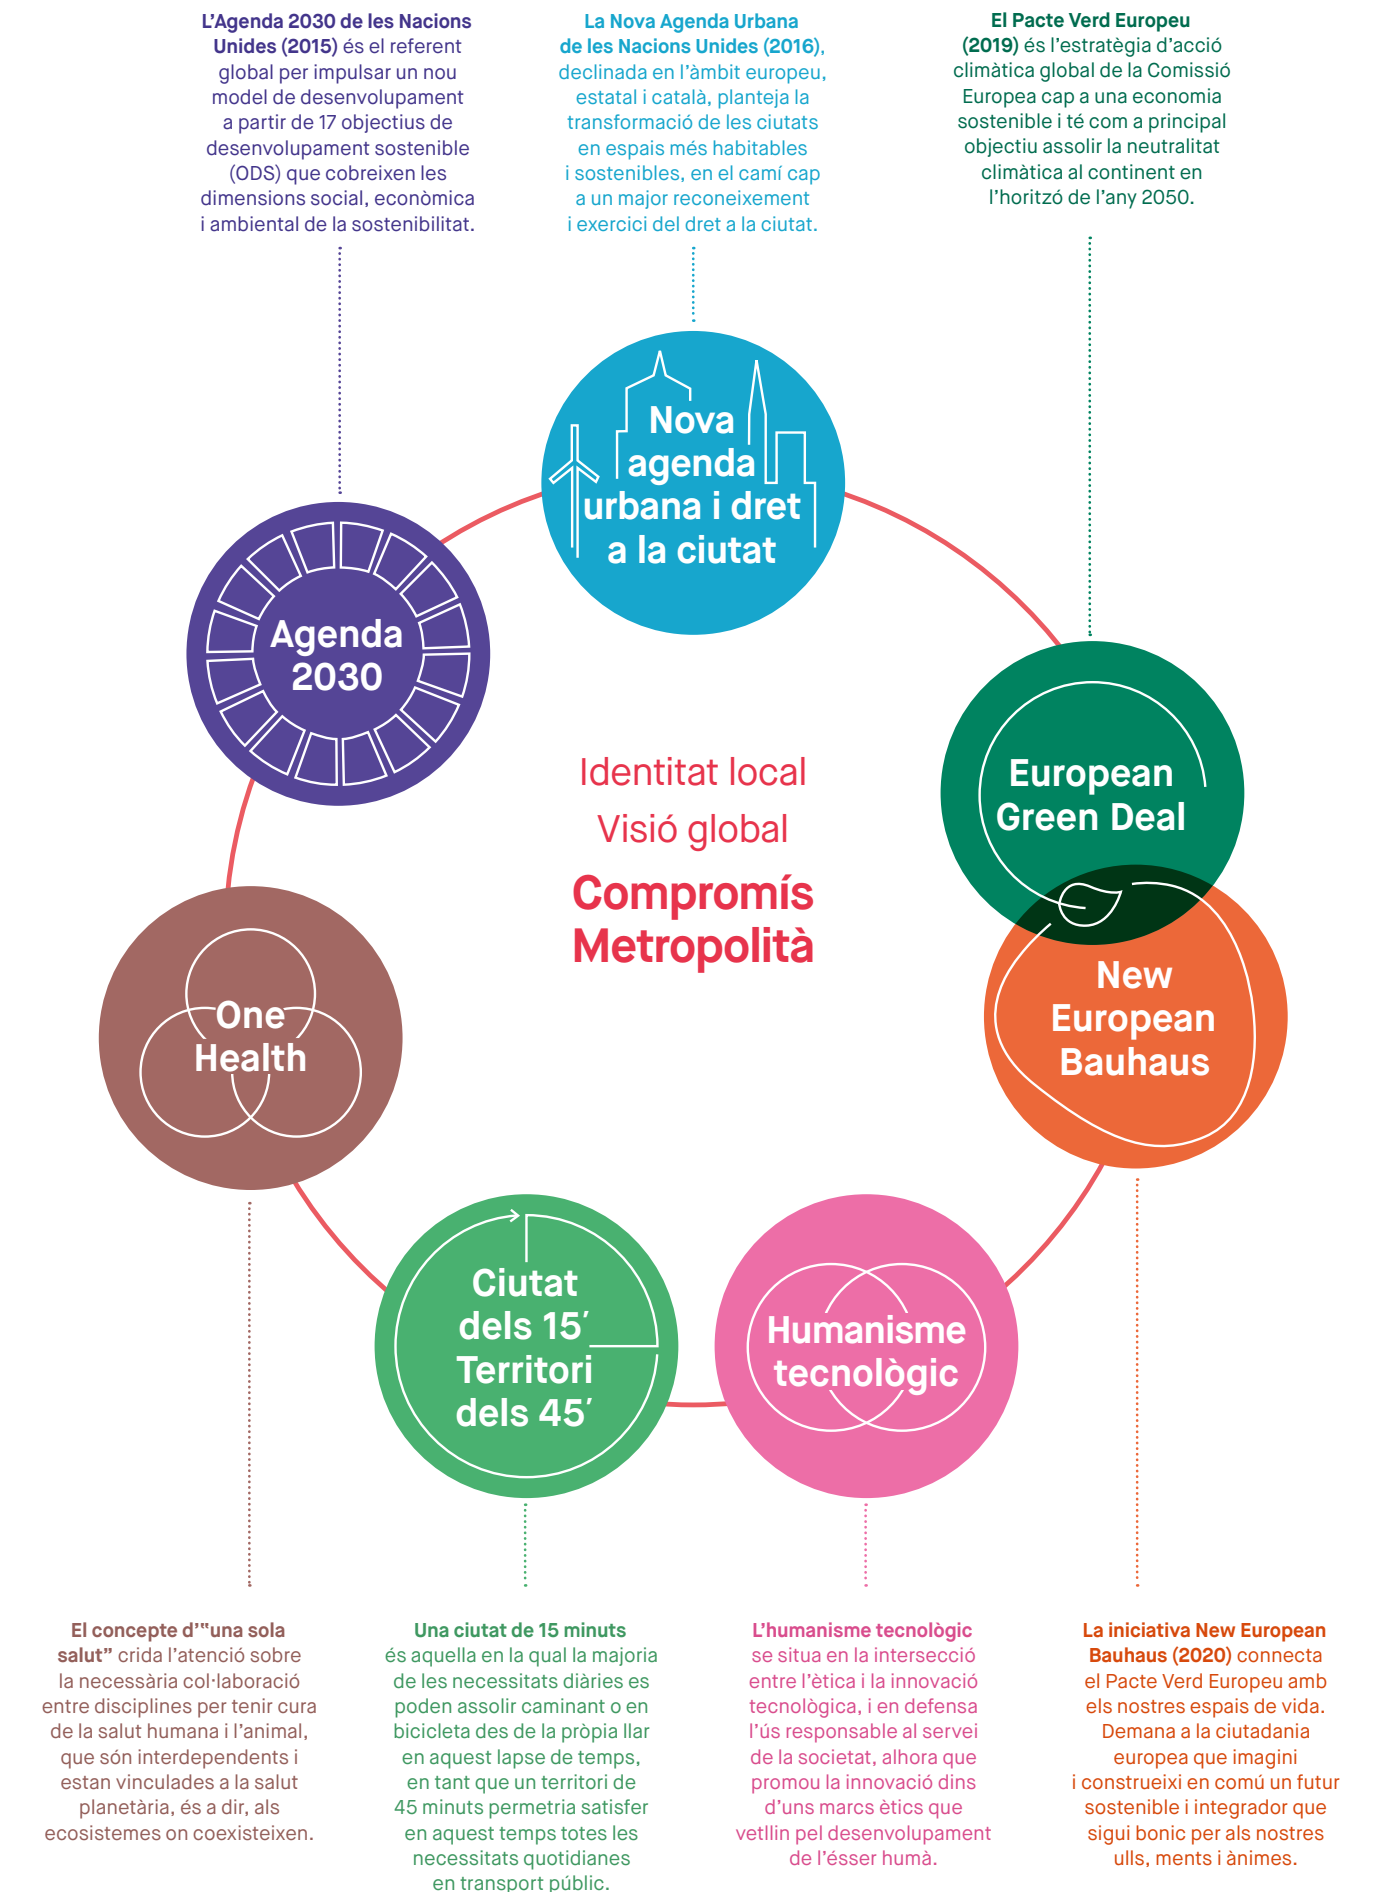 L'Agenda 2030 de les Nacions
Unides (2015) és el referent
global per impulsar un nou
model de desenvolupament
a partir de 17 objectius de
desenvolupament sostenible
(ODS) que cobreixen les
dimensions social, econòmica
i ambiental de la sostenibilitat.
La Nova Agenda Urbana
de les Nacions Unides (2016),
declinada en l'àmbit europeu,
estatal i català, planteja la
transformació de les ciutats
en espais més habitables
i sostenibles, en el camí cap
a un major reconeixement
i exercici del dret a la ciutat.
El Pacte Verd Europeu
(2019) és l'estratègia d'acció
climàtica global de la Comissió
Europea cap a una economia
sostenible i té com a principal
objectiu assolir la neutralitat
climàtica al continent en
l'horitzó de l'any 2050.
Nova
agenda
urbana i dret
a la ciutat
Agenda
2030
European
Green Deal
Identitat local
Visió global
Compromís
Metropolità
New
European
Bauhaus
One
Health
Ciutat
dels 15′
Territori
dels 45′
Humanisme
tecnològic
El concepte d'"una sola
salut" crida l'atenció sobre
la necessària col·laboració
entre disciplines per tenir cura
de la salut humana i l'animal,
que són interdependents i
estan vinculades a la salut
planetària, és a dir, als
ecosistemes on coexisteixen.
Una ciutat de 15 minuts
és aquella en la qual la majoria
de les necessitats diàries es
poden assolir caminant o en
bicicleta des de la pròpia llar
en aquest lapse de temps,
en tant que un territori de
45 minuts permetria satisfer
en aquest temps totes les
necessitats quotidianes
en transport públic.
L'humanisme tecnològic
se situa en la intersecció
entre l'ètica i la innovació
tecnològica, i en defensa
l'ús responsable al servei
de la societat, alhora que
promou la innovació dins
d'uns marcs ètics que
vetllin pel desenvolupament
de l'ésser humà.
La iniciativa New European
Bauhaus (2020) connecta
el Pacte Verd Europeu amb
els nostres espais de vida.
Demana a la ciutadania
europea que imagini
i construeixi en comú un futur
sostenible i integrador que
sigui bonic per als nostres
ulls, ments i ànimes.